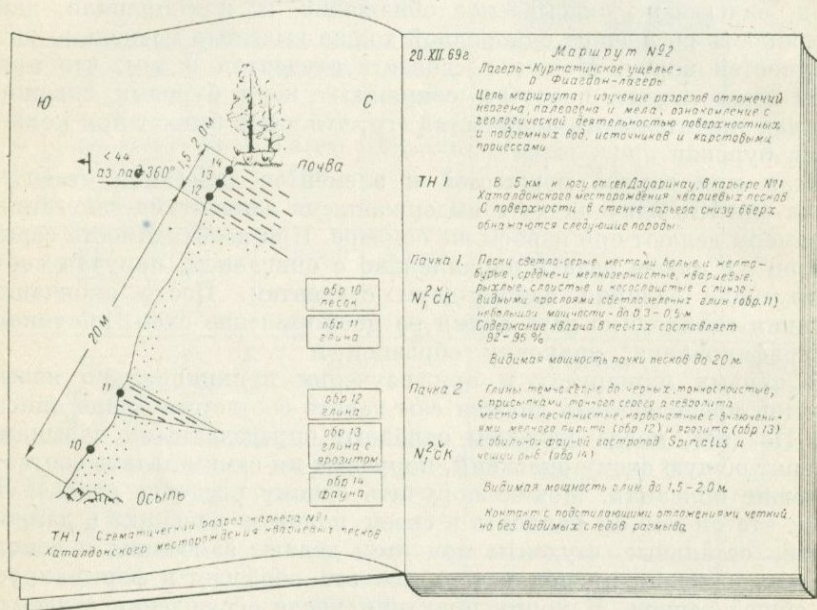 Ю
С
< 44
аз пад 360°
1,5 - 2,0 м
14
13
12
почва
20 м
11
10
Осыпь
обр 10
песок
обр 11
глина
обр 12
глина
обр 13
глина с
ярозитом
обр 14
фауна
ТН 1 Схематический разрез карьера №1
Хаталдонского месторождения кварцевых песков
20.XII.69г Маршрут №2
Лагерь-Куртатинское ущелье-
р Фиагдон-лагерь
Цель маршрута: изучение разрезов отложений
неогена, палеогена и мела, ознакомление с
геологической деятельностью поверхностных
и подземных вод, источников и карстовыми
процессами
ТН 1 В 5 км к югу от сел Дзуарикау, в карьере №1
Хаталдонского месторождения кварцевых песков
С поверхности в стенке карьера снизу вверх
обнажаются следующие породы
Пачка 1. Пески светло-серые местами белые и желто-
бурые, средне-и мелкозернистые, кварцевые,
N₁²čK рыхлые, слоистые и косослоистые с линзо-
видными прослоями светлозеленых глин (обр.11)
небольшой мощности - до 0,3 - 0,5 м
Содержание кварца в песках составляет
92-95 %
Видимая мощность пачки песков до 20 м.
Пачка 2 Глины темно серые до черных, тонкослоистые,
с присыпками тонкого серого алевролита
местами песчанистые, карбонатные с включени-
N₁²čK ями мелкого пирита (обр 12) и ярозита (обр 13)
с обильной фауной гастропод Spirialis и
чешуи рыб (обр 14)
Видимая мощность глин до 1,5 - 2,0 м.
Контакт с подстилающими отложениями четкий,
но без видимых следов размыва